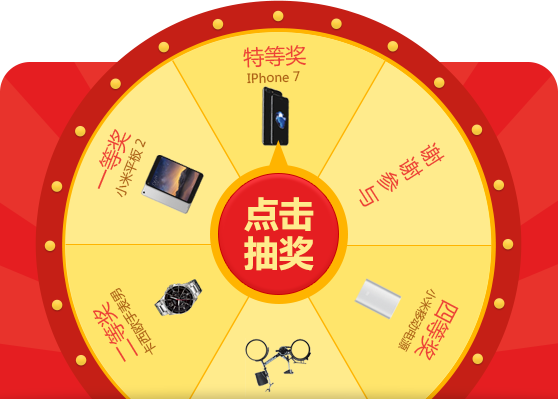 特等奖
IPhone 7
一等奖
小米平板 2
谢谢参与
点击
抽奖
二等奖
卡西欧手表男
四等奖
小米移动电源